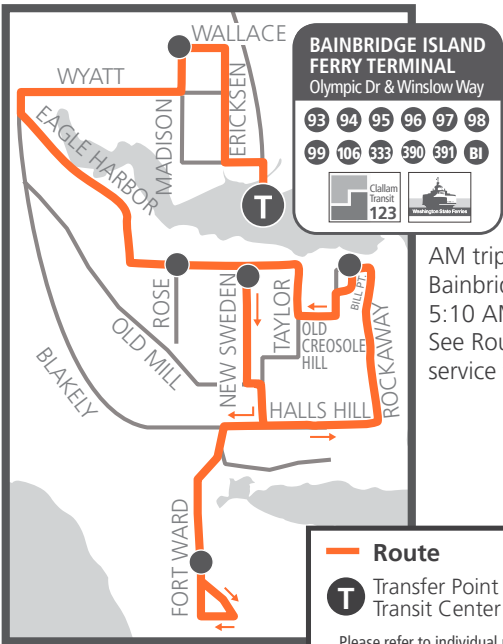 WALLACE
WYATT
MADISON
ERICKSEN
EAGLE HARBOR
T
BAINBRIDGE ISLAND
FERRY TERMINAL
Olympic Dr & Winslow Way
93 94 95 96 97 98
99 106 333 390 391 BI
Clallam
Transit
123
Washington State Ferries
AM trip
Bainbrid
5:10 AM
See Rou
service
ROSE
NEW SWEDEN
TAYLOR
BILL PT.
OLD
CREOSOLE
HILL
ROCKAWAY
OLD MILL
BLAKELY
HALLS HILL
FORT WARD
Route
T
Transfer Point
Transit Center
Please refer to individual